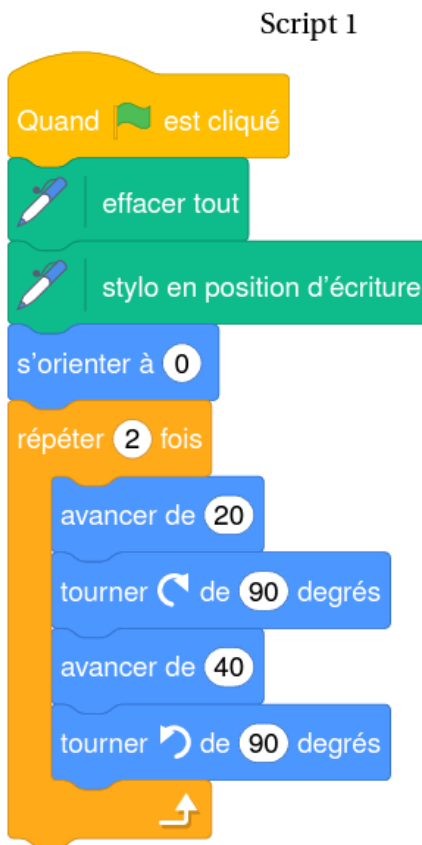 Script 1
Quand est cliqué
effacer tout
stylo en position d’écriture
s’orienter à 0
répéter 2 fois
avancer de 20
tourner de 90 degrés
avancer de 40
tourner de 90 degrés